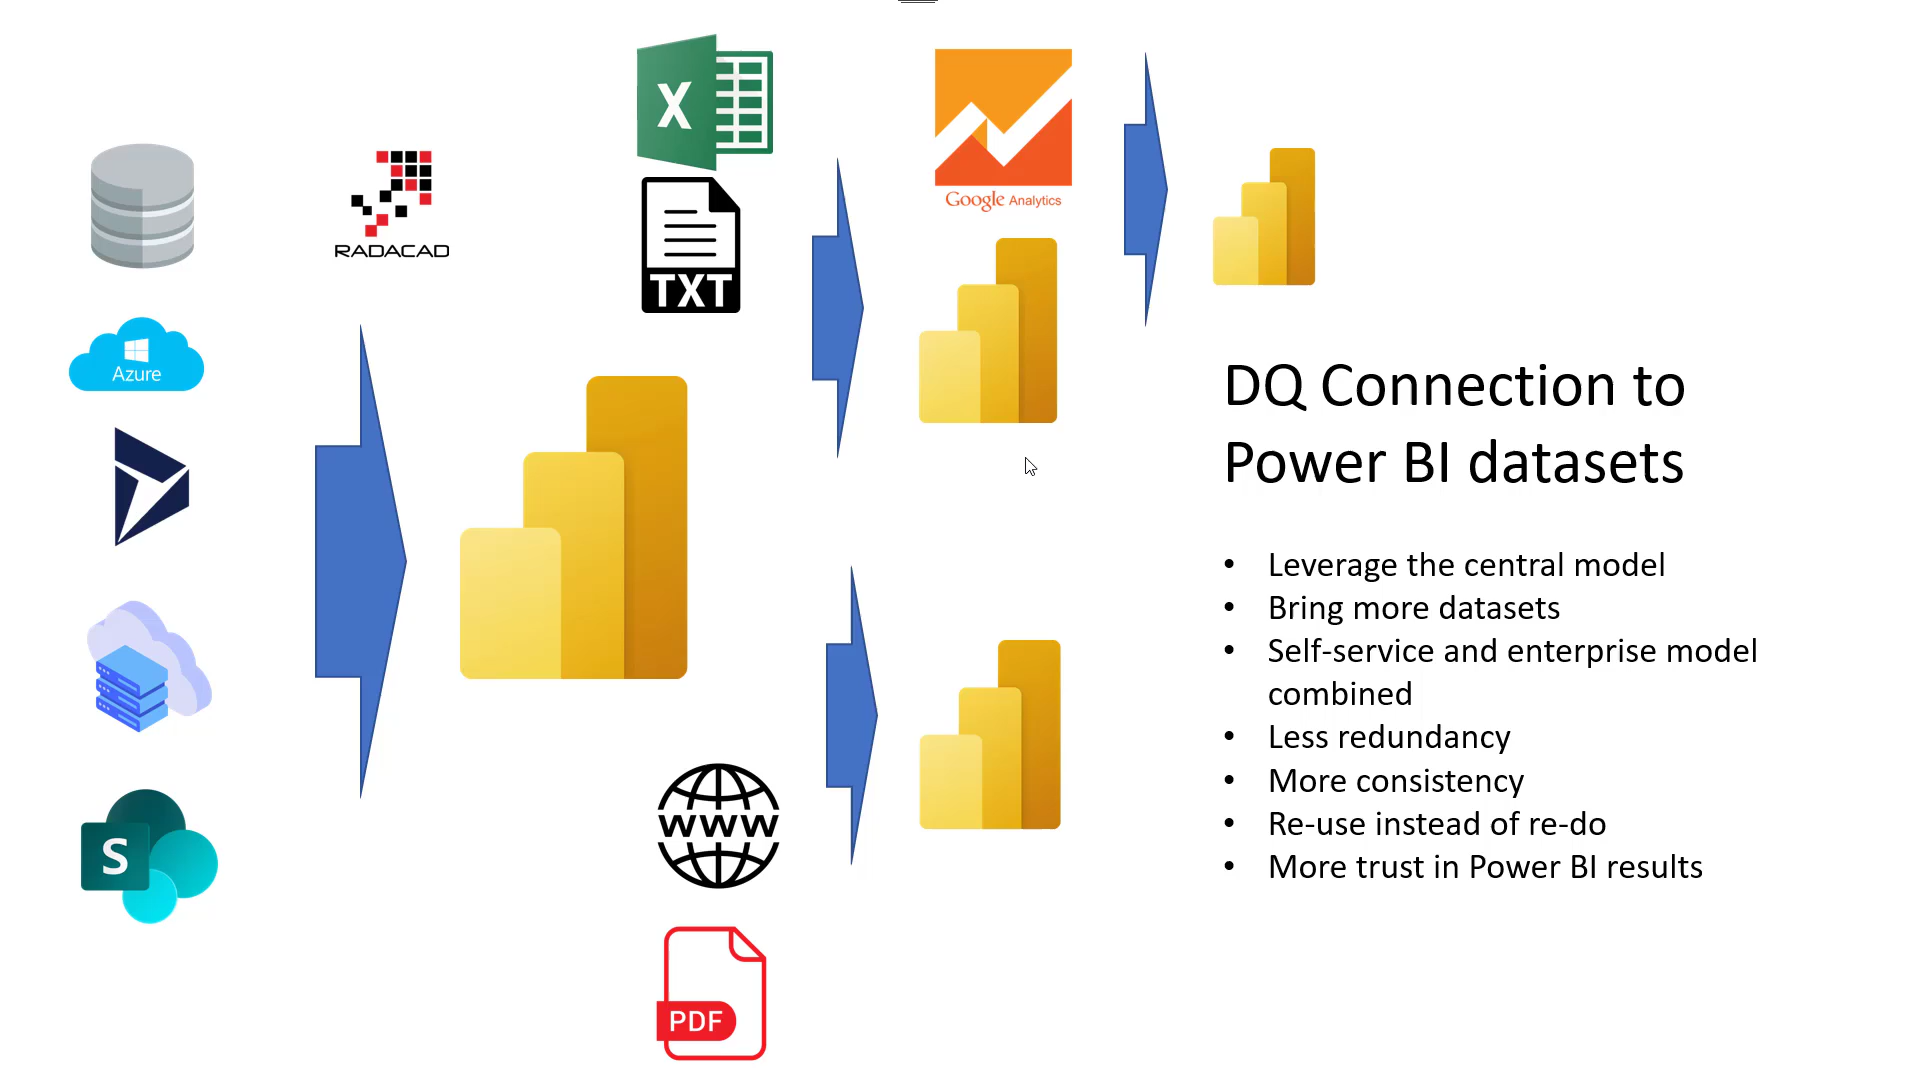 X
TXT
Google Analytics
RADACAD
Azure
S
WWW
PDF
DQ Connection to
Power BI datasets
• Leverage the central model
• Bring more datasets
• Self-service and enterprise model
combined
• Less redundancy
• More consistency
• Re-use instead of re-do
• More trust in Power BI results